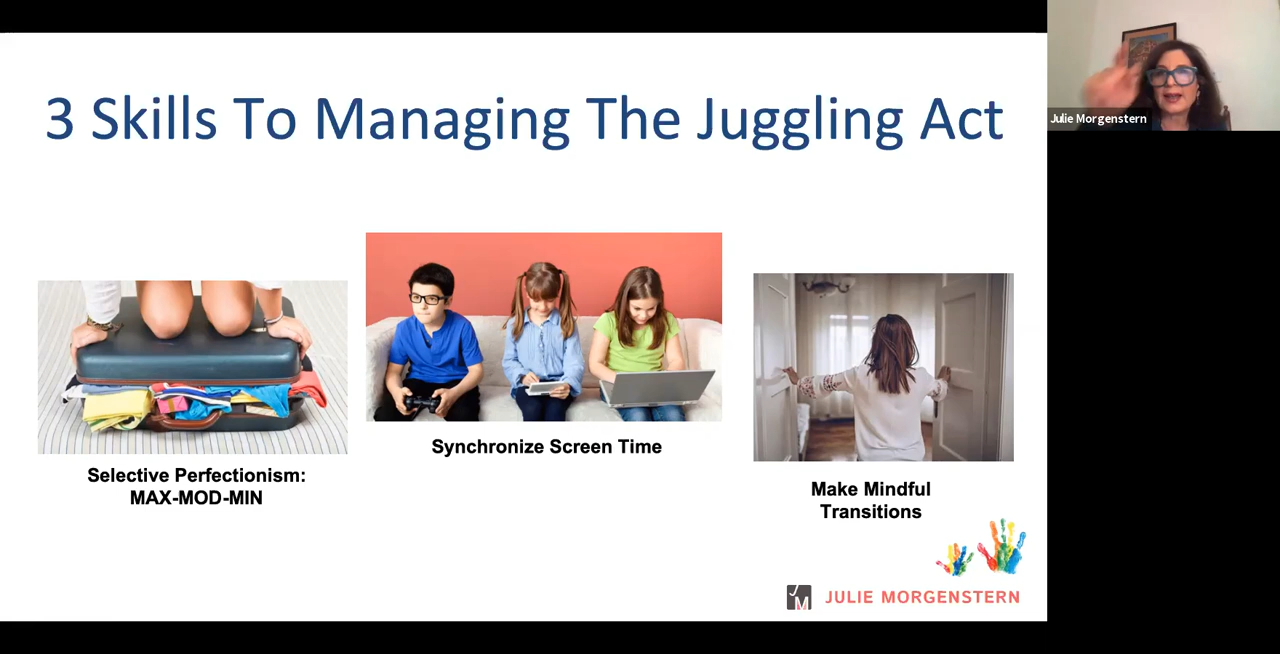 3 Skills To Managing The Juggling Act
Julie Morgenstern
Selective Perfectionism:
MAX-MOD-MIN
Synchronize Screen Time
Make Mindful
Transitions
JM
JULIE MORGENSTERN